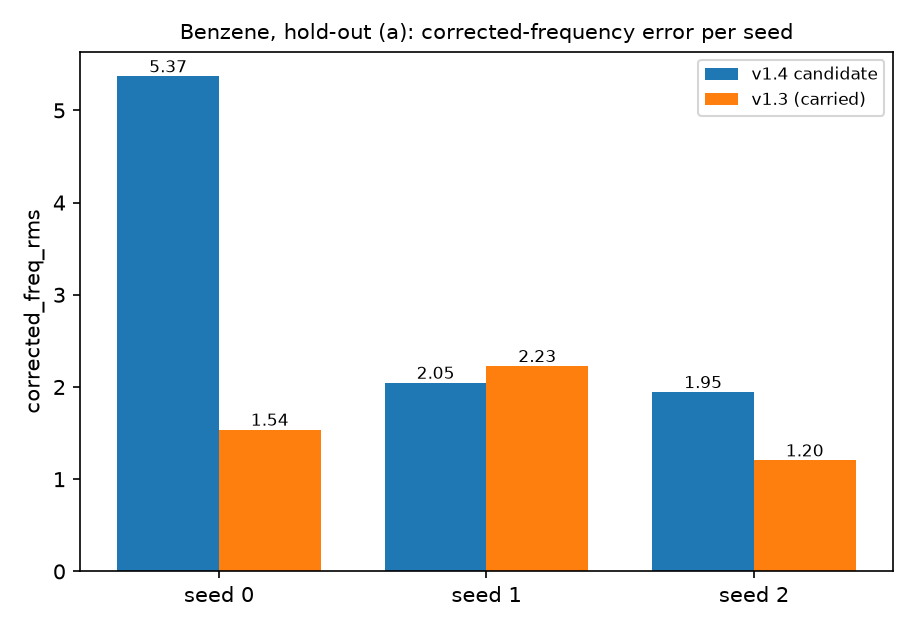 Benzene, hold-out (a): corrected-frequency error per seed
v1.4 candidate
v1.3 (carried)
corrected_freq_rms
5
4
3
2
1
0
5.37
1.54
2.05
2.23
1.95
1.20
seed 0
seed 1
seed 2